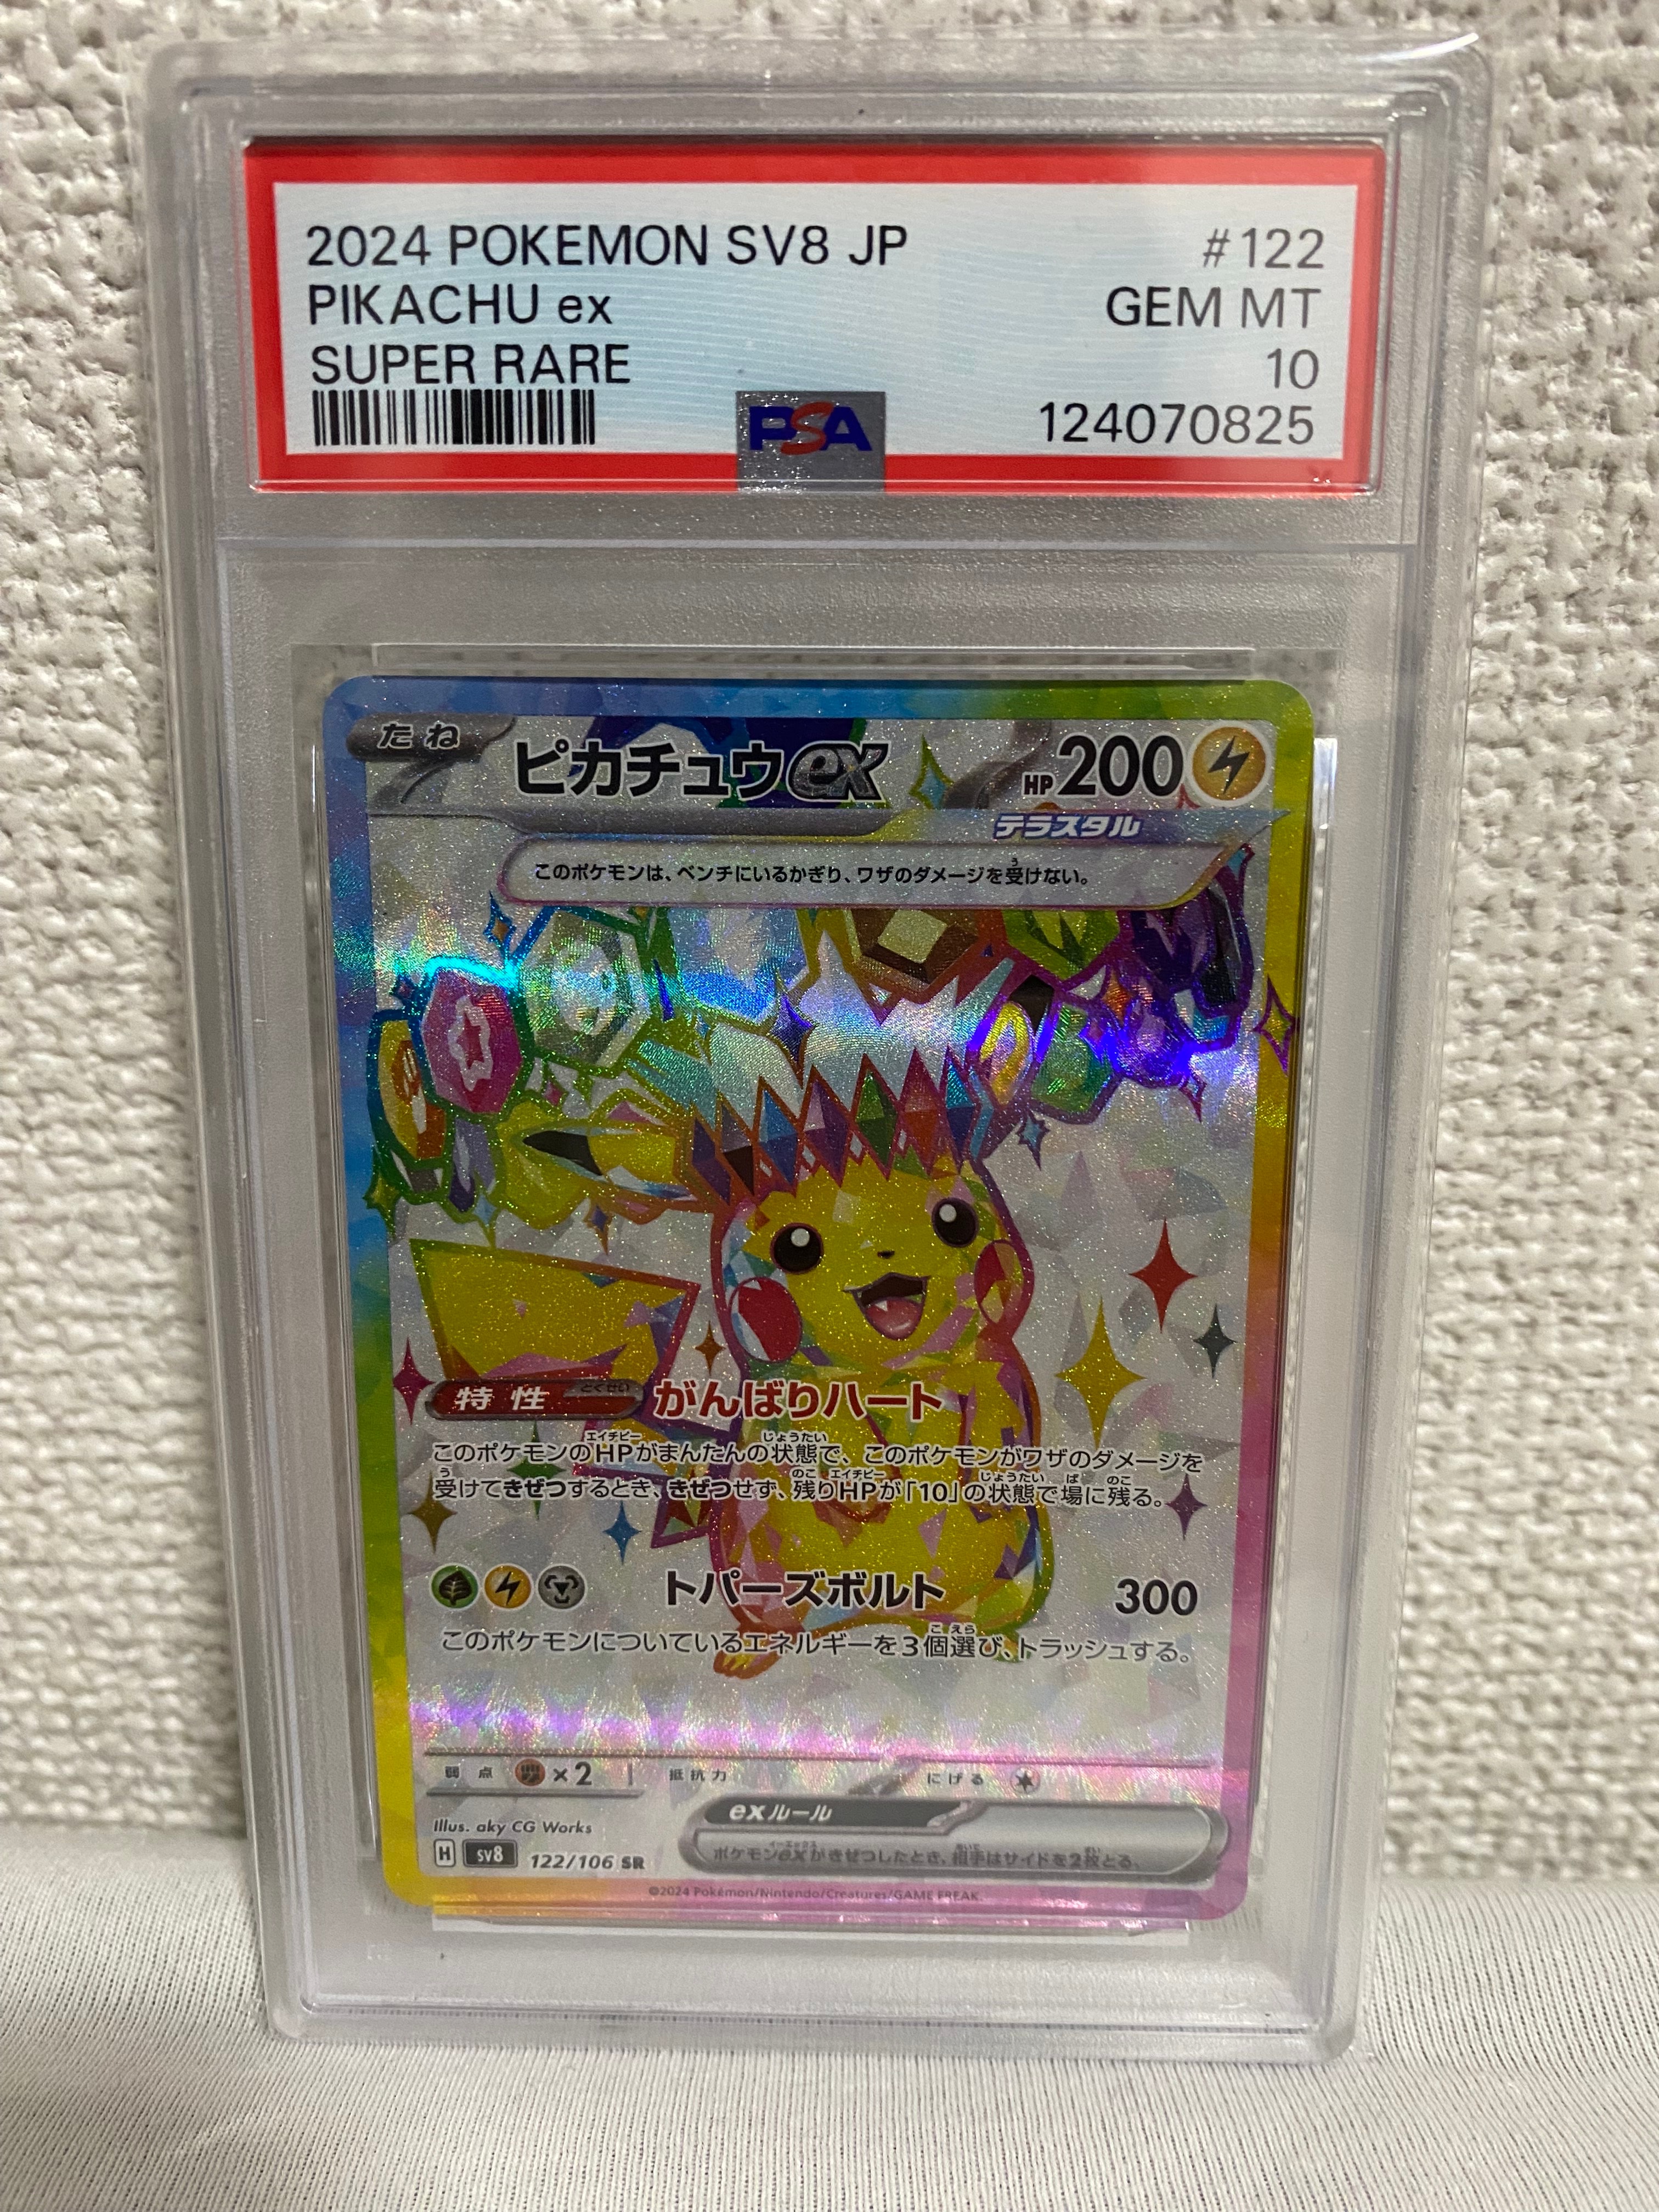 2024 POKEMON SV8 JP #122
PIKACHU ex GEM MT
SUPER RARE 10
PSA 124070825
たね ピカチュウex HP200
テラスタル
このポケモンは、ベンチにいるかぎり、ワザのダメージを受けない。
特性 がんばりハート
このポケモンのHPがまんたんの状態で、このポケモンがワザのダメージを
受けてきぜつするとき、きぜつせず、残りHPが「10」の状態で場に残る。
トパーズボルト 300
このポケモンについているエネルギーを3個選び、トラッシュする。
弱点 ×2 抵抗力 にげる
Illus. aky CG Works
exルール
ポケモンexがきぜつしたとき、相手はサイドを2枚とる。
H SV8 122/106 SR
©2024 Pokémon/Nintendo/Creatures/GAME FREAK.